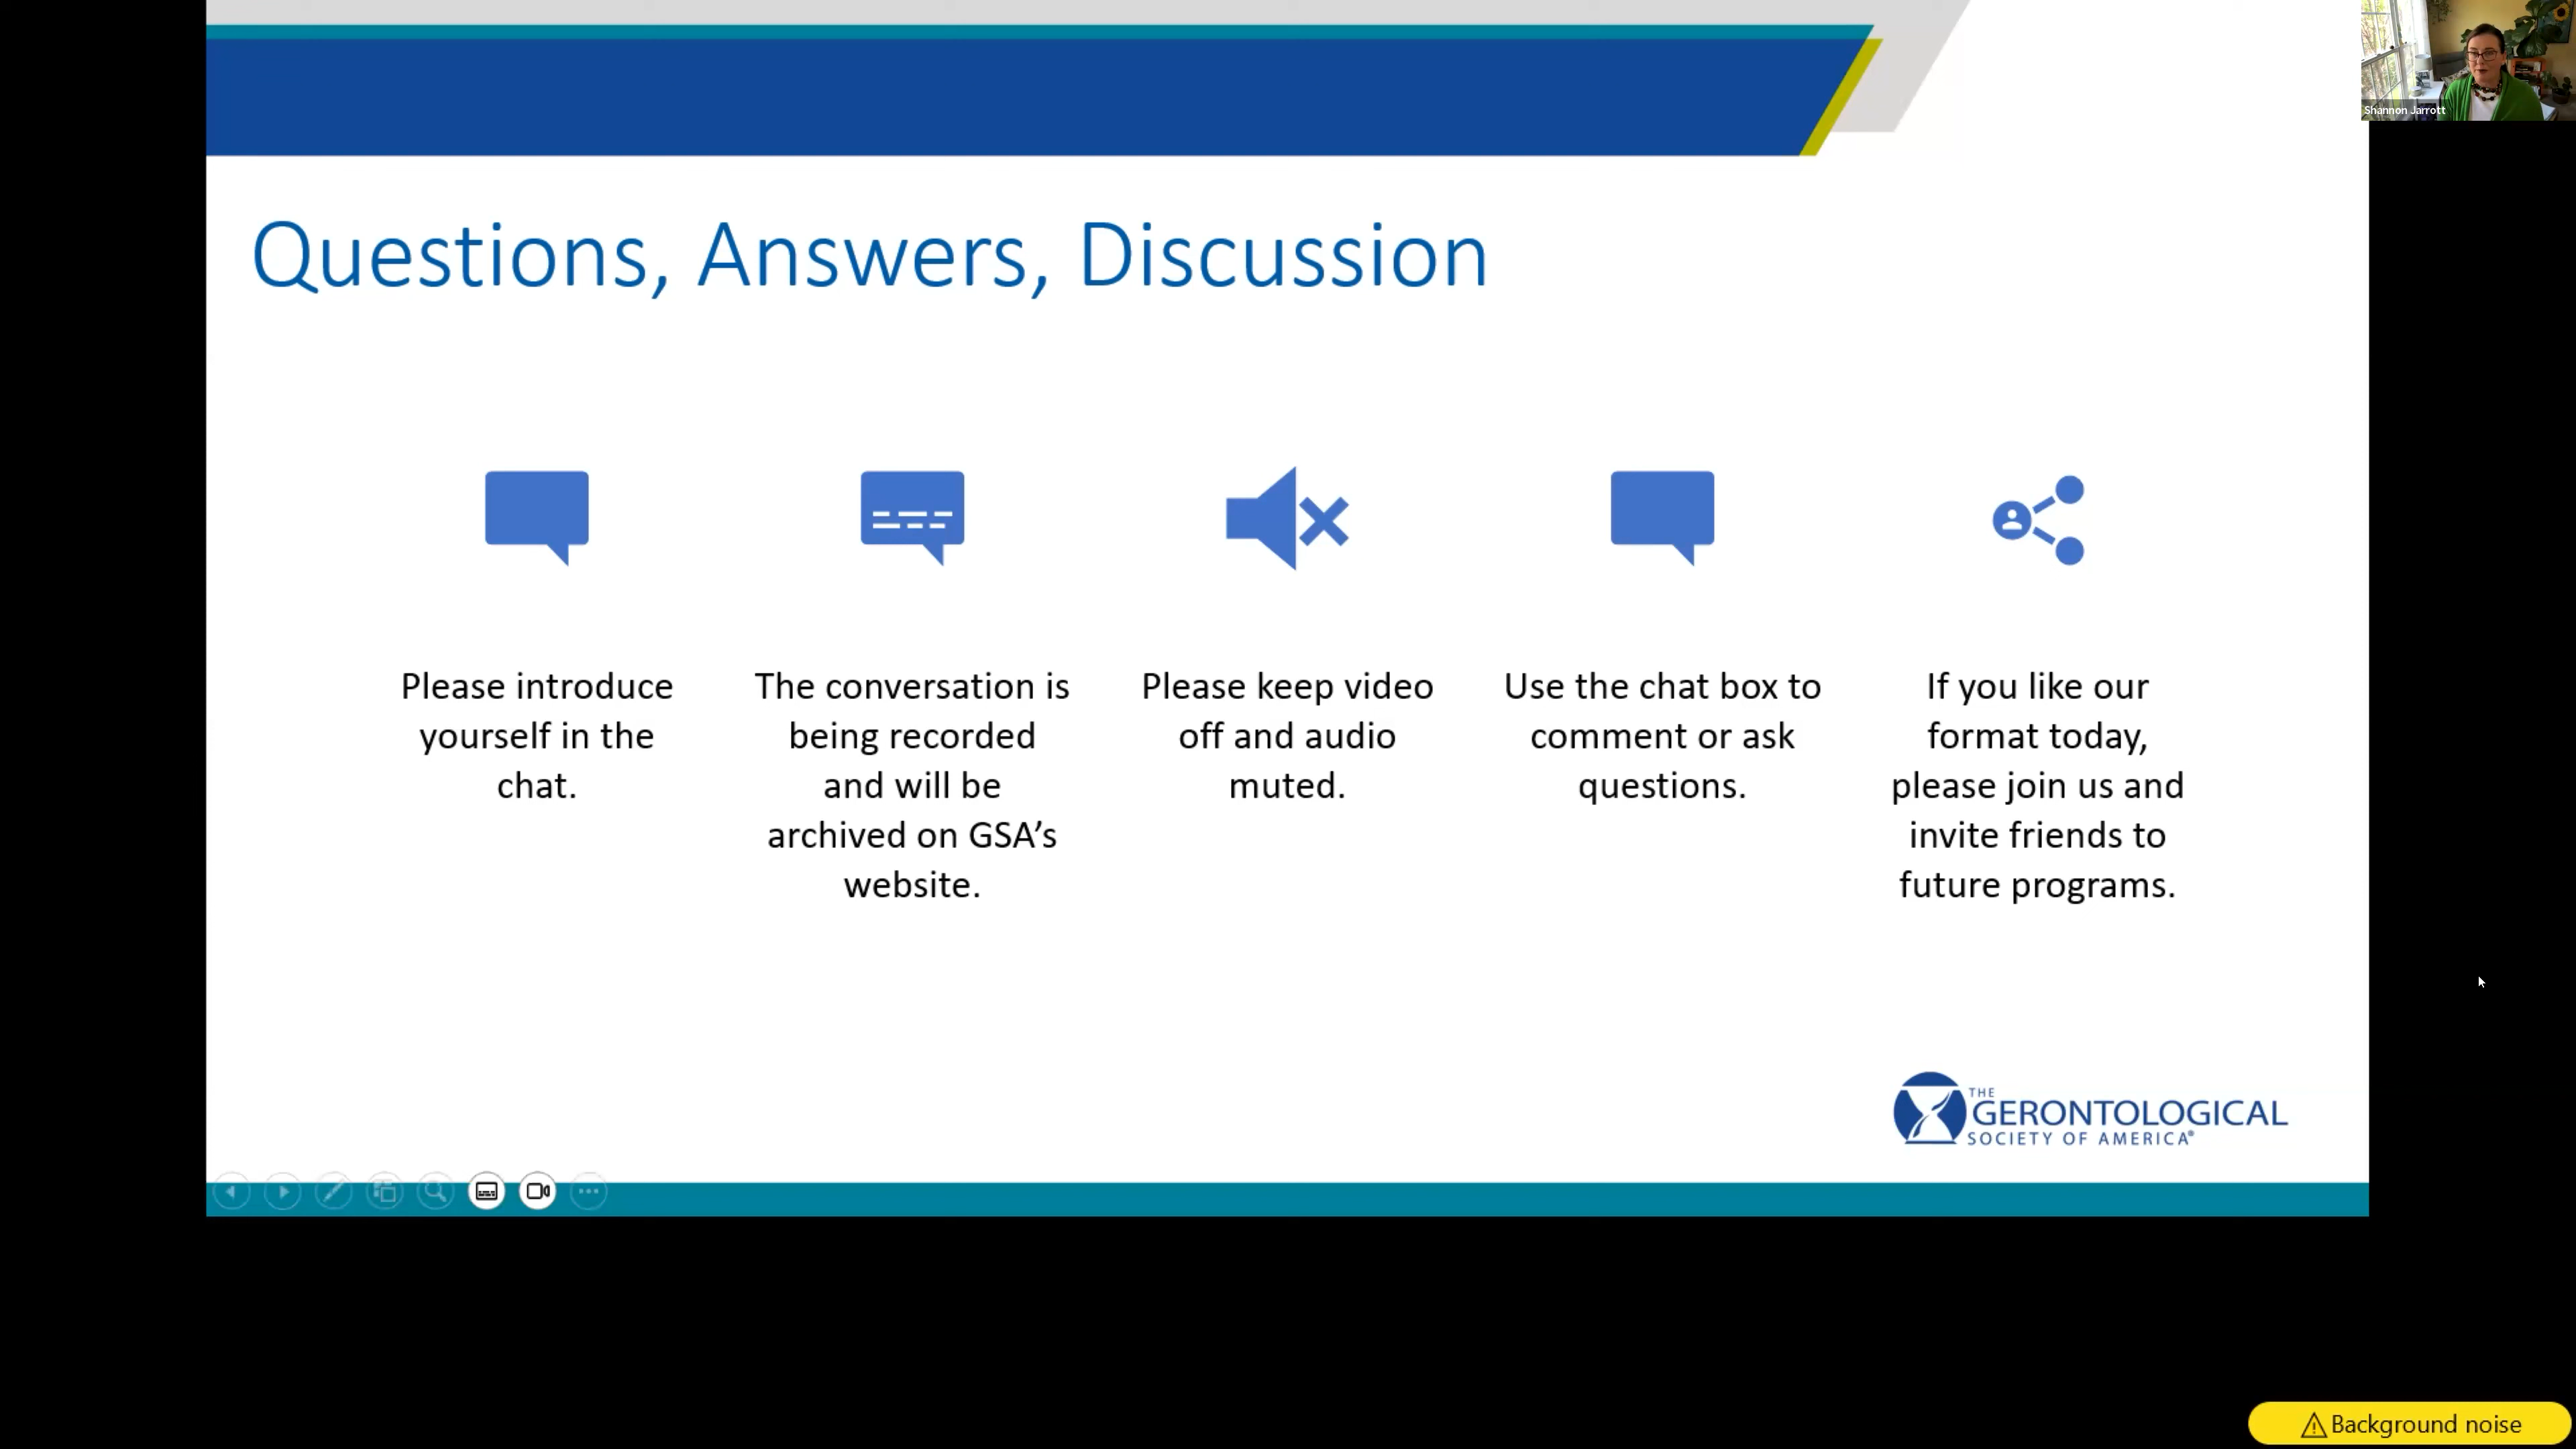 Shannon Jarrott
Questions, Answers, Discussion
Please introduce
yourself in the
chat.
The conversation is
being recorded
and will be
archived on GSA’s
website.
Please keep video
off and audio
muted.
Use the chat box to
comment or ask
questions.
If you like our
format today,
please join us and
invite friends to
future programs.
THE
GERONTOLOGICAL
SOCIETY OF AMERICA®
Background noise